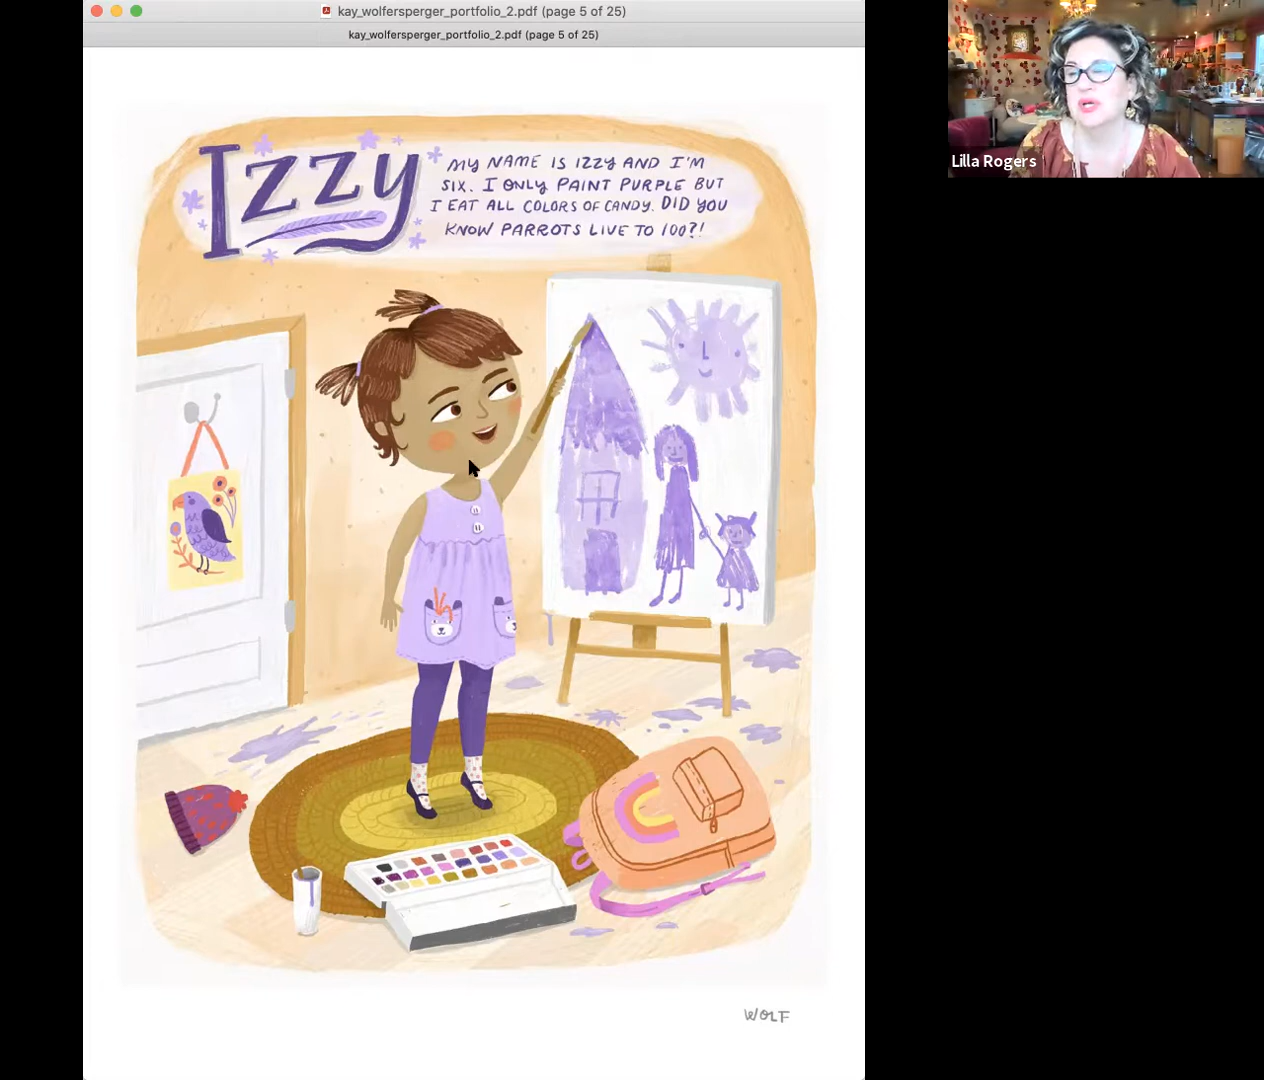 kay_wolfersperger_portfolio_2.pdf (page 5 of 25)
kay_wolfersperger_portfolio_2.pdf (page 5 of 25)
Lilla Rogers
Izzy
MY NAME IS IZZY AND I'M
SIX. I ONLY PAINT PURPLE BUT
I EAT ALL COLORS OF CANDY. DID YOU
KNOW PARROTS LIVE TO 100?!
WOLF